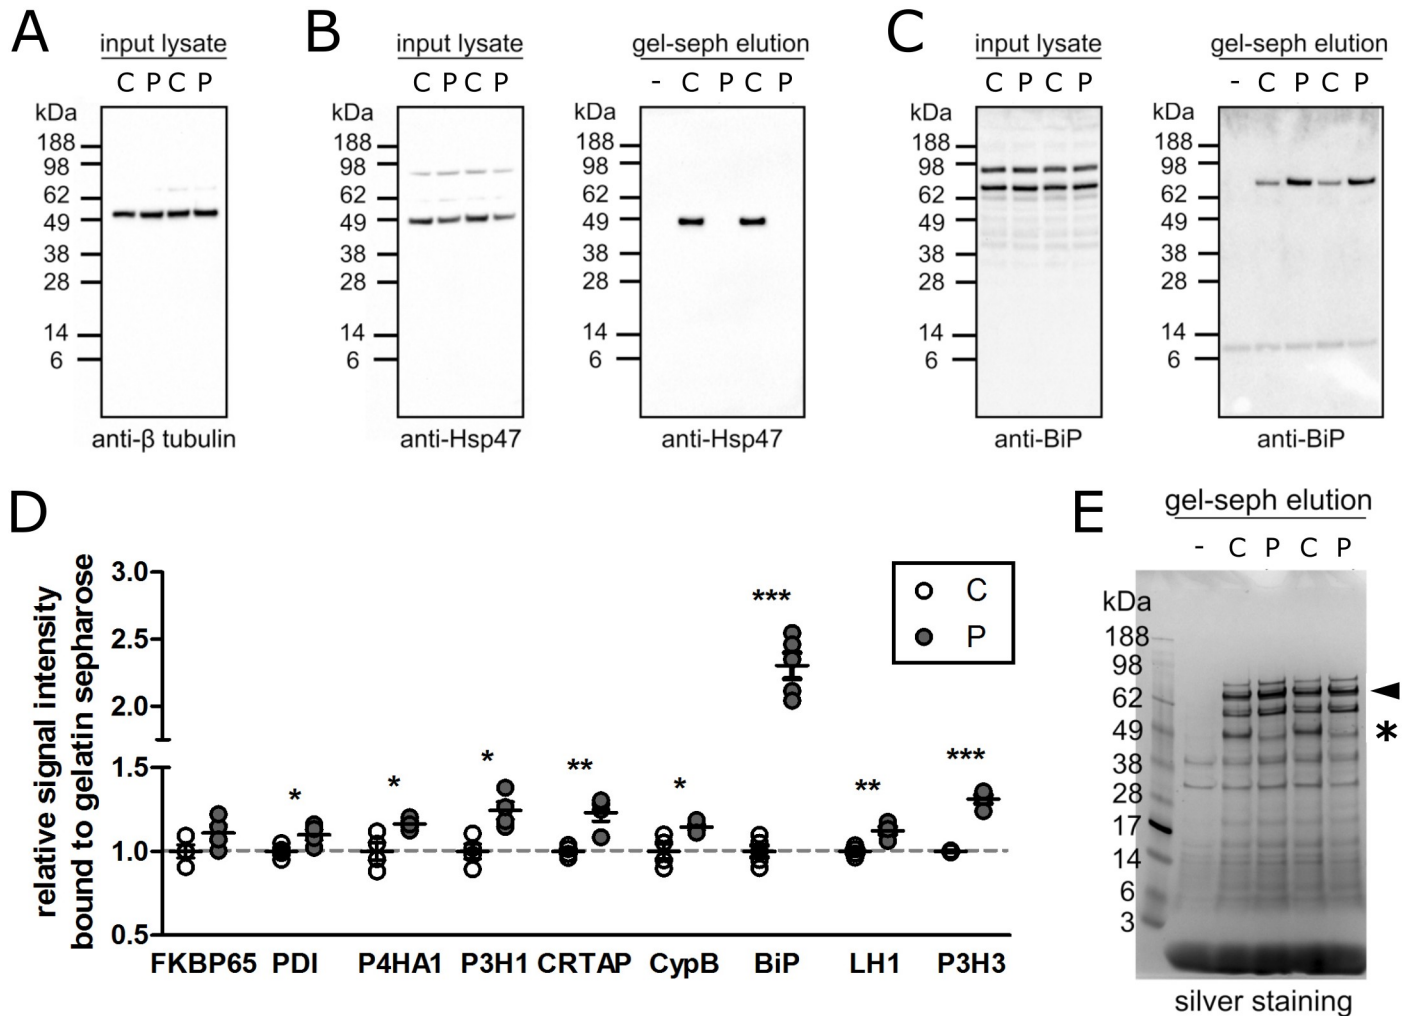 A
input lysate
C P C P
kDa
188
98
62
49
38
28
14
6
anti-β tubulin
B
input lysate
C P C P
kDa
188
98
62
49
38
28
14
6
anti-Hsp47
gel-seph elution
- C P C P
kDa
188
98
62
49
38
28
14
6
anti-Hsp47
C
input lysate
C P C P
kDa
188
98
62
49
38
28
14
6
anti-BiP
gel-seph elution
- C P C P
kDa
188
98
62
49
38
28
14
6
anti-BiP
D
relative signal intensity
bound to gelatin sepharose
3.0
2.5
2.0
1.5
1.0
0.5
* * * ** * *** ** ***
C
P
FKBP65 PDI P4HA1 P3H1 CRTAP CypB BiP LH1 P3H3
E
gel-seph elution
- C P C P
kDa
188
98
62
49
38
28
17
14
6
3
*
silver staining